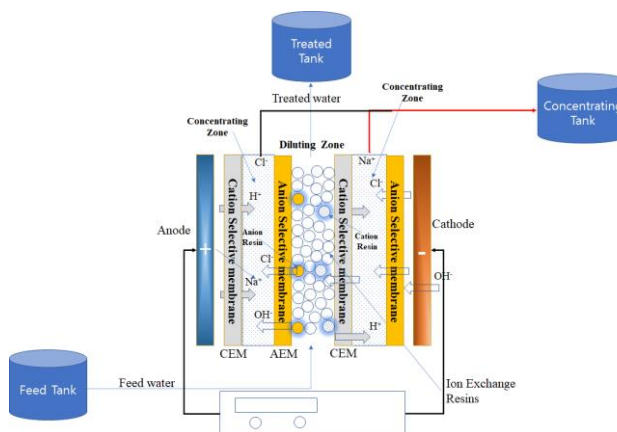 Treated
Tank
Treated water
Concentrating
Zone
Concentrating
Tank
Concentrating
Zone
Diluting Zone
Cl⁻
Na⁺
Cation Selective membrane
Anion Selective membrane
Cation Selective membrane
Anion Selective membrane
Cl⁻
H⁺
Anode
Anion
Resin
Cation
Resin
Cathode
+
-
Cl⁻
Na⁺
OH⁻
OH⁻
H⁺
CEM
AEM
CEM
Feed Tank
Feed water
Ion Exchange
Resins